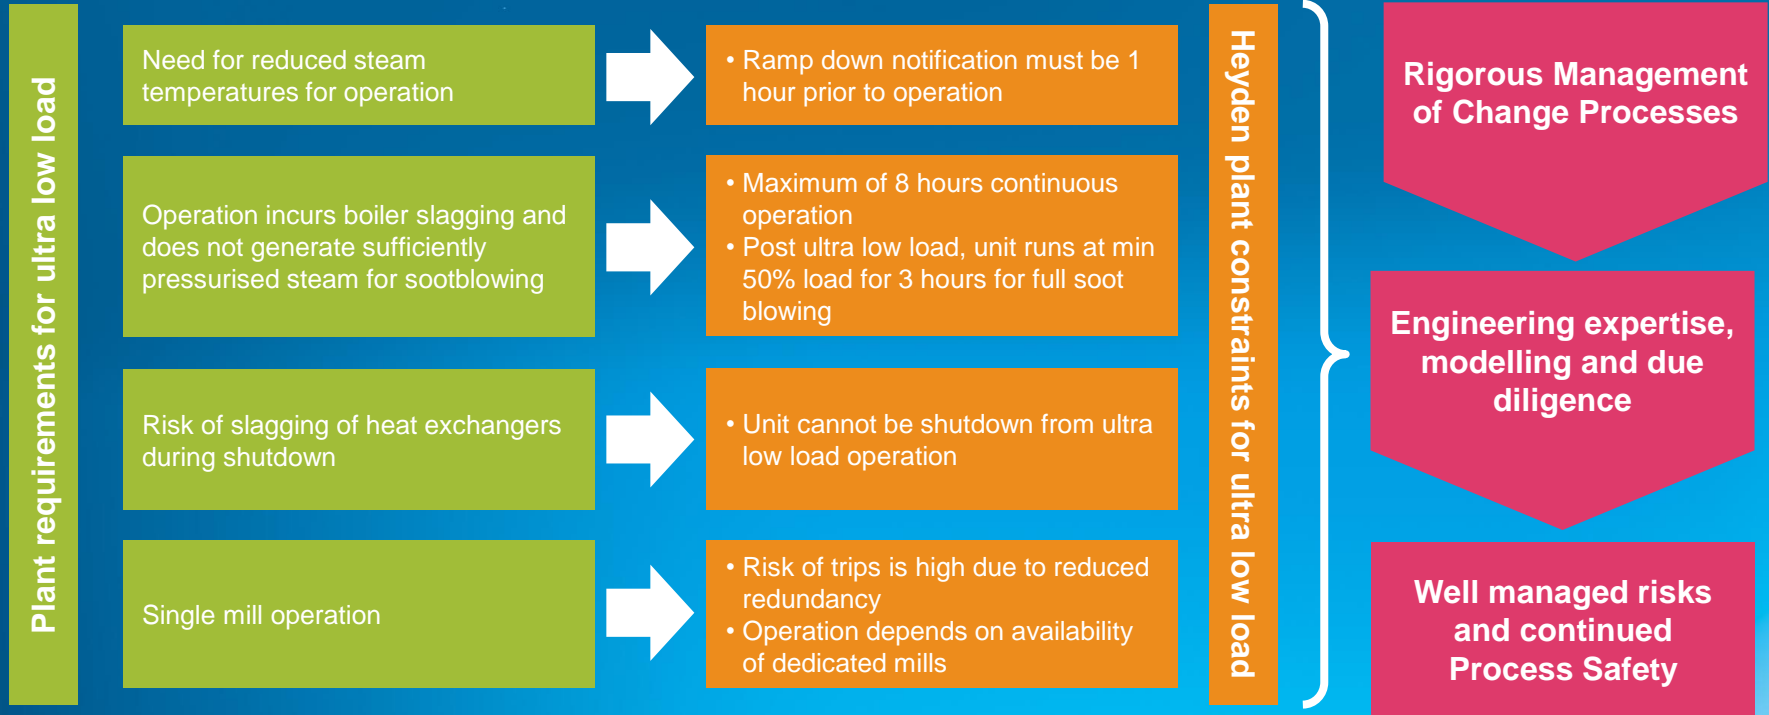 Plant requirements for ultra low load
Need for reduced steam
temperatures for operation
• Ramp down notification must be 1
hour prior to operation
Operation incurs boiler slagging and
does not generate sufficiently
pressurised steam for sootblowing
• Maximum of 8 hours continuous
operation
• Post ultra low load, unit runs at min
50% load for 3 hours for full soot
blowing
Risk of slagging of heat exchangers
during shutdown
• Unit cannot be shutdown from ultra
low load operation
Single mill operation
• Risk of trips is high due to reduced
redundancy
• Operation depends on availability
of dedicated mills
Heyden plant constraints for ultra low load
Rigorous Management
of Change Processes
Engineering expertise,
modelling and due
diligence
Well managed risks
and continued
Process Safety